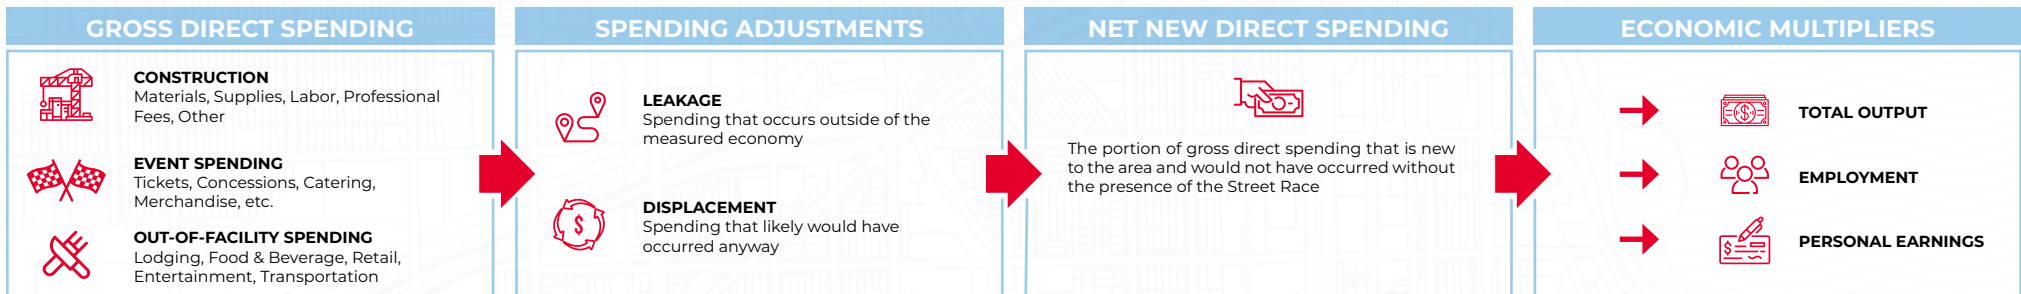 GROSS DIRECT SPENDING
CONSTRUCTION
Materials, Supplies, Labor, Professional
Fees, Other
EVENT SPENDING
Tickets, Concessions, Catering,
Merchandise, etc.
OUT-OF-FACILITY SPENDING
Lodging, Food & Beverage, Retail,
Entertainment, Transportation
SPENDING ADJUSTMENTS
LEAKAGE
Spending that occurs outside of the
measured economy
$
DISPLACEMENT
Spending that likely would have
occurred anyway
NET NEW DIRECT SPENDING
The portion of gross direct spending that is new
to the area and would not have occurred without
the presence of the Street Race
ECONOMIC MULTIPLIERS
$
TOTAL OUTPUT
EMPLOYMENT
$
PERSONAL EARNINGS